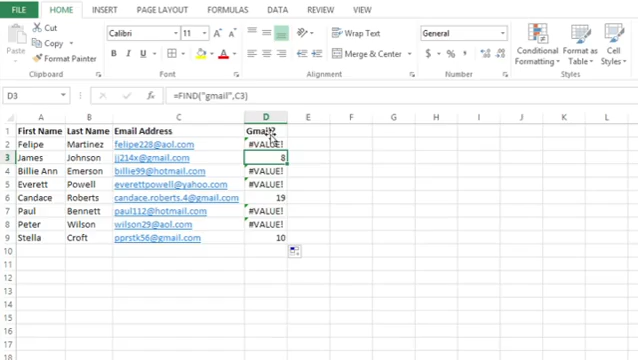 FILE HOME INSERT PAGE LAYOUT FORMULAS DATA REVIEW VIEW
Cut Calibri 11 A A Wrap Text General
Paste Copy Conditional Format as Cell
Format Painter B I U Merge & Center $ % , Formatting Table Styles
Clipboard Font Alignment Number Styles
D3 fx =FIND("gmail",C3)
A B C D E F G H I J K L
1 First Name Last Name Email Address Gmail?
2 Felipe Martinez felipe228@aol.com #VALUE!
3 James Johnson jj214x@gmail.com 8
4 Billie Ann Emerson billie99@hotmail.com #VALUE!
5 Everett Powell everettpowell@yahoo.com #VALUE!
6 Candace Roberts candace.roberts.4@gmail.com 19
7 Paul Bennett paul112@hotmail.com #VALUE!
8 Peter Wilson wilson29@aol.com #VALUE!
9 Stella Croft pprstk56@gmail.com 10
10
11
12
13
14
15
16
17
18